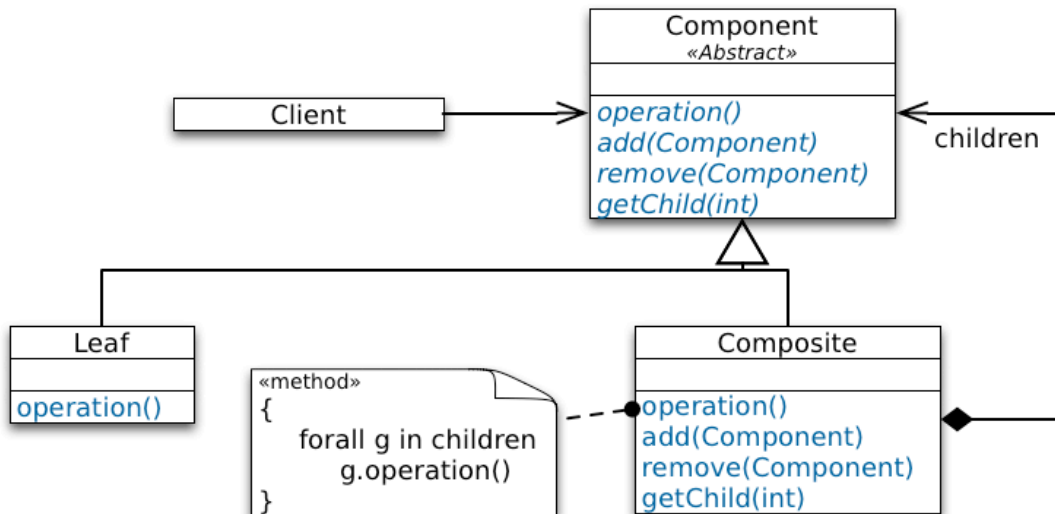 Component
«Abstract»
Client
operation()
add(Component)
remove(Component)
getChild(int)
children
Leaf
operation()
«method»
{
forall g in children
g.operation()
}
Composite
operation()
add(Component)
remove(Component)
getChild(int)